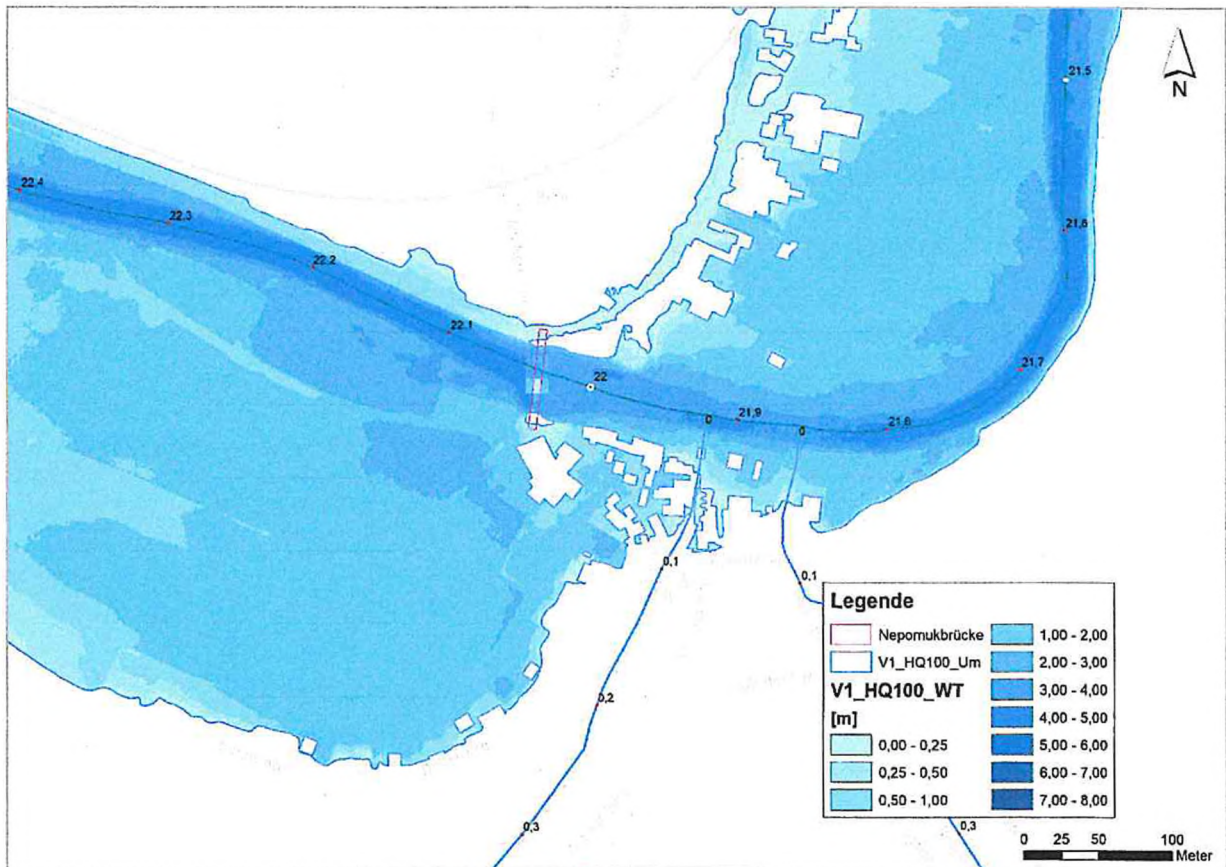 N
21,5
22,4
22,3
21,6
22,2
22,1
21,7
22
0
21,9
0
21,8
0,1
0,1
Legende
Nepomukbrücke
V1_HQ100_Um
V1_HQ100_WT
[m]
0,00 - 0,25
0,25 - 0,50
0,50 - 1,00
1,00 - 2,00
2,00 - 3,00
3,00 - 4,00
4,00 - 5,00
5,00 - 6,00
6,00 - 7,00
7,00 - 8,00
0,2
0,3
0,3
0 25 50 100
Meter